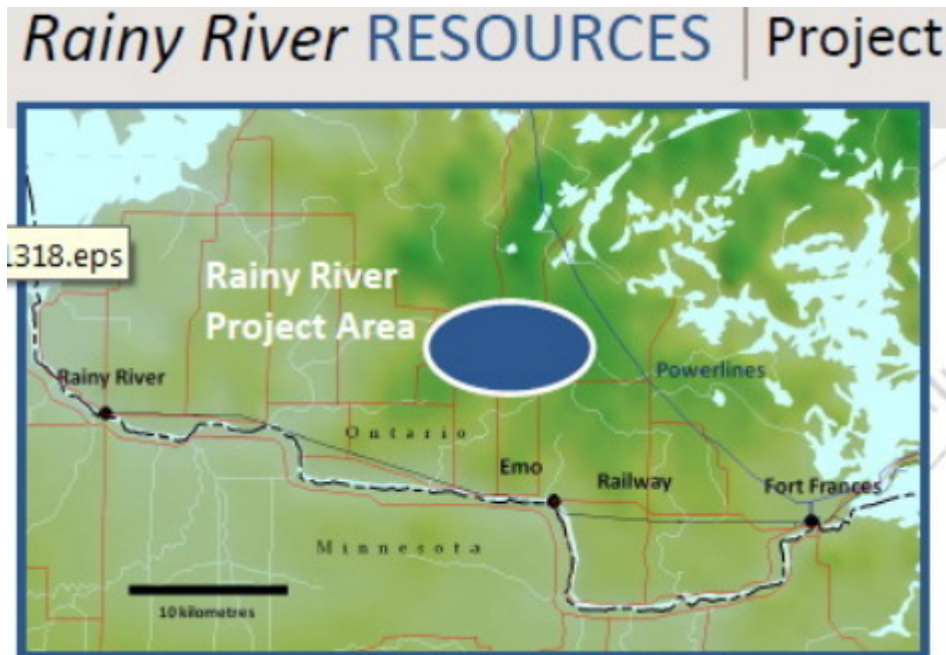 Rainy River RESOURCES | Project
1318.eps
Rainy River
Project Area
Rainy River
Powerlines
Ontario
Emo
Railway
Fort Frances
Minnesota
10 kilometres